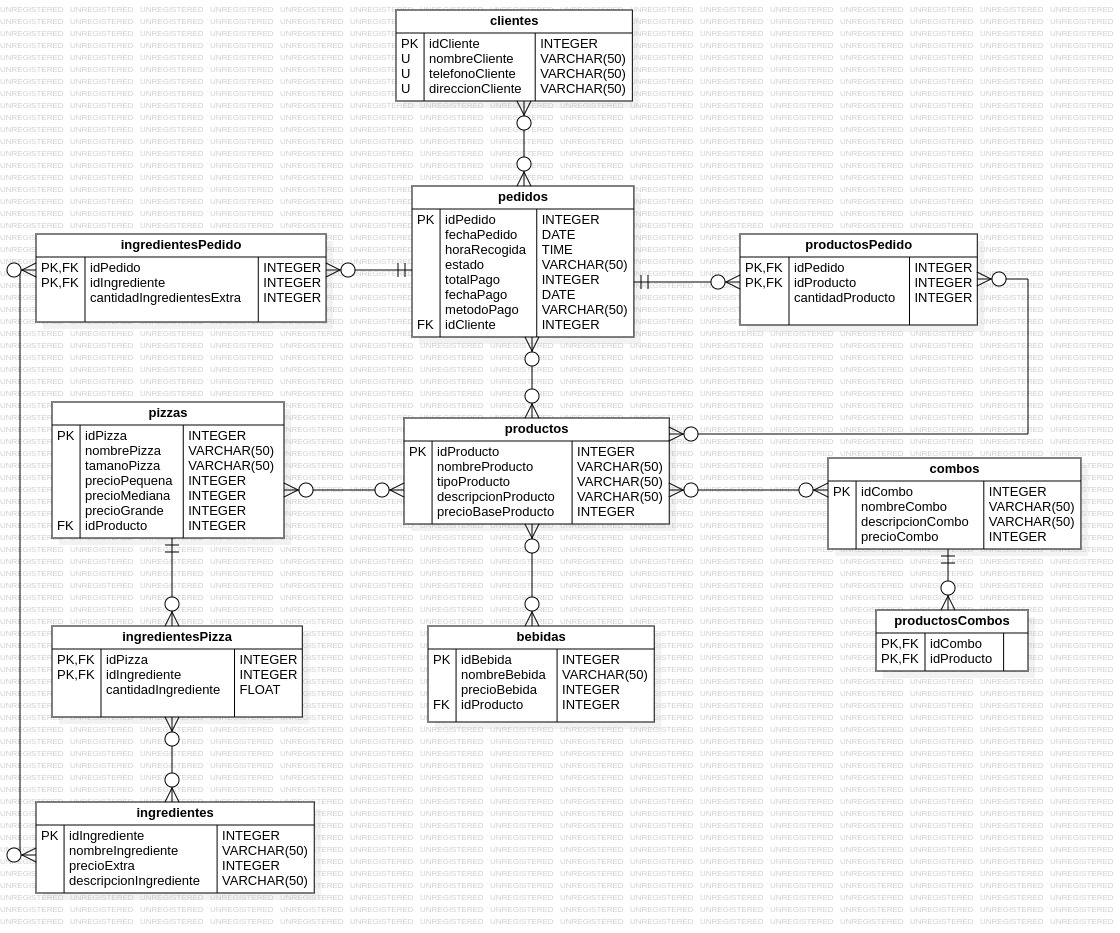 clientes
PK idCliente INTEGER
U nombreCliente VARCHAR(50)
U telefonoCliente VARCHAR(50)
U direccionCliente VARCHAR(50)
pedidos
PK idPedido INTEGER
fechaPedido DATE
horaRecogida TIME
estado VARCHAR(50)
totalPago INTEGER
fechaPago DATE
metodoPago VARCHAR(50)
FK idCliente INTEGER
ingredientesPedido
PK,FK idPedido INTEGER
PK,FK idIngrediente INTEGER
cantidadIngredientesExtra INTEGER
productosPedido
PK,FK idPedido INTEGER
PK,FK idProducto INTEGER
cantidadProducto INTEGER
pizzas
PK idPizza INTEGER
nombrePizza VARCHAR(50)
tamanoPizza VARCHAR(50)
precioPequena INTEGER
precioMediana INTEGER
precioGrande INTEGER
FK idProducto INTEGER
productos
PK idProducto INTEGER
nombreProducto VARCHAR(50)
tipoProducto VARCHAR(50)
descripcionProducto VARCHAR(50)
precioBaseProducto INTEGER
combos
PK idCombo INTEGER
nombreCombo VARCHAR(50)
descripcionCombo VARCHAR(50)
precioCombo INTEGER
productosCombos
PK,FK idCombo
PK,FK idProducto
ingredientesPizza
PK,FK idPizza INTEGER
PK,FK idIngrediente INTEGER
cantidadIngrediente FLOAT
bebidas
PK idBebida INTEGER
nombreBebida VARCHAR(50)
precioBebida INTEGER
FK idProducto INTEGER
ingredientes
PK idIngrediente INTEGER
nombreIngrediente VARCHAR(50)
precioExtra INTEGER
descripcionIngrediente VARCHAR(50)
UNREGISTERED